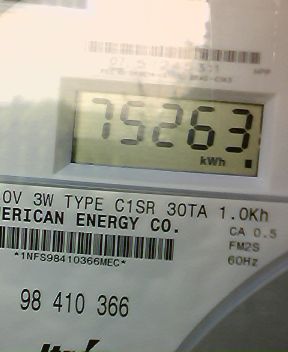 75263
kWh
0V 3W TYPE C1SR 30TA 1.0Kh
ERICAN ENERGY CO.
CA 0.5
FM2S
*1NFS98410366MEC*
60Hz
98 410 366